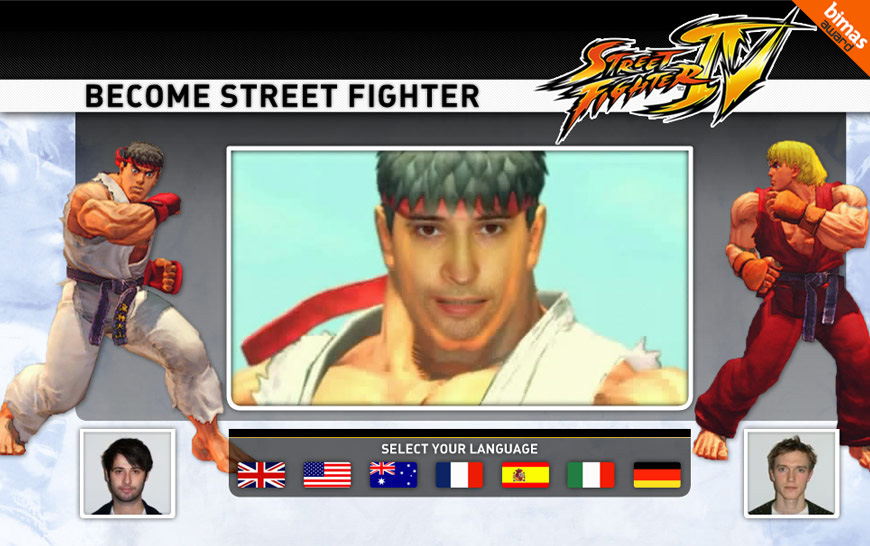 bimas
award
STREET
FIGHTER IV
BECOME STREET FIGHTER
SELECT YOUR LANGUAGE